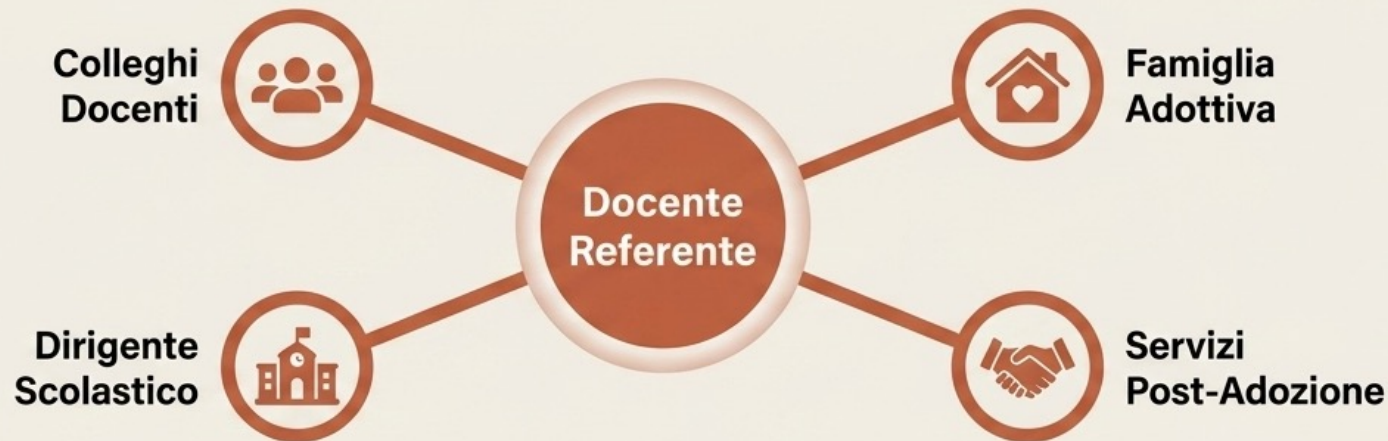 Colleghi
Docenti
Famiglia
Adottiva
Docente
Referente
Dirigente
Scolastico
Servizi
Post-Adozione